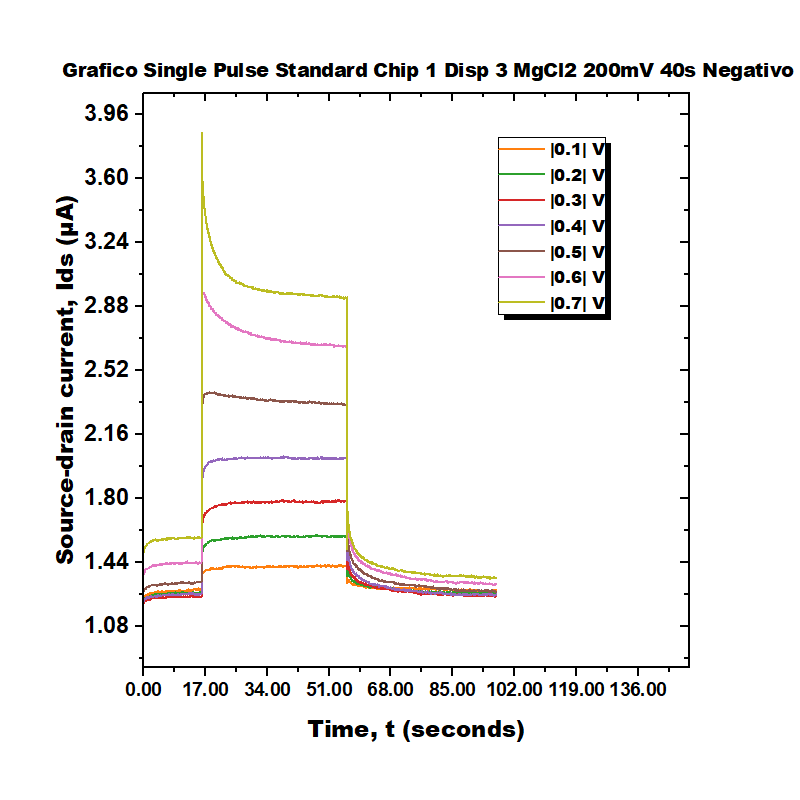 Grafico Single Pulse Standard Chip 1 Disp 3 MgCl2 200mV 40s Negativo
3.96
3.60
3.24
2.88
2.52
2.16
1.80
1.44
1.08
Source-drain current, Ids (µA)
|0.1| V
|0.2| V
|0.3| V
|0.4| V
|0.5| V
|0.6| V
|0.7| V
0.00 17.00 34.00 51.00 68.00 85.00 102.00 119.00 136.00
Time, t (seconds)